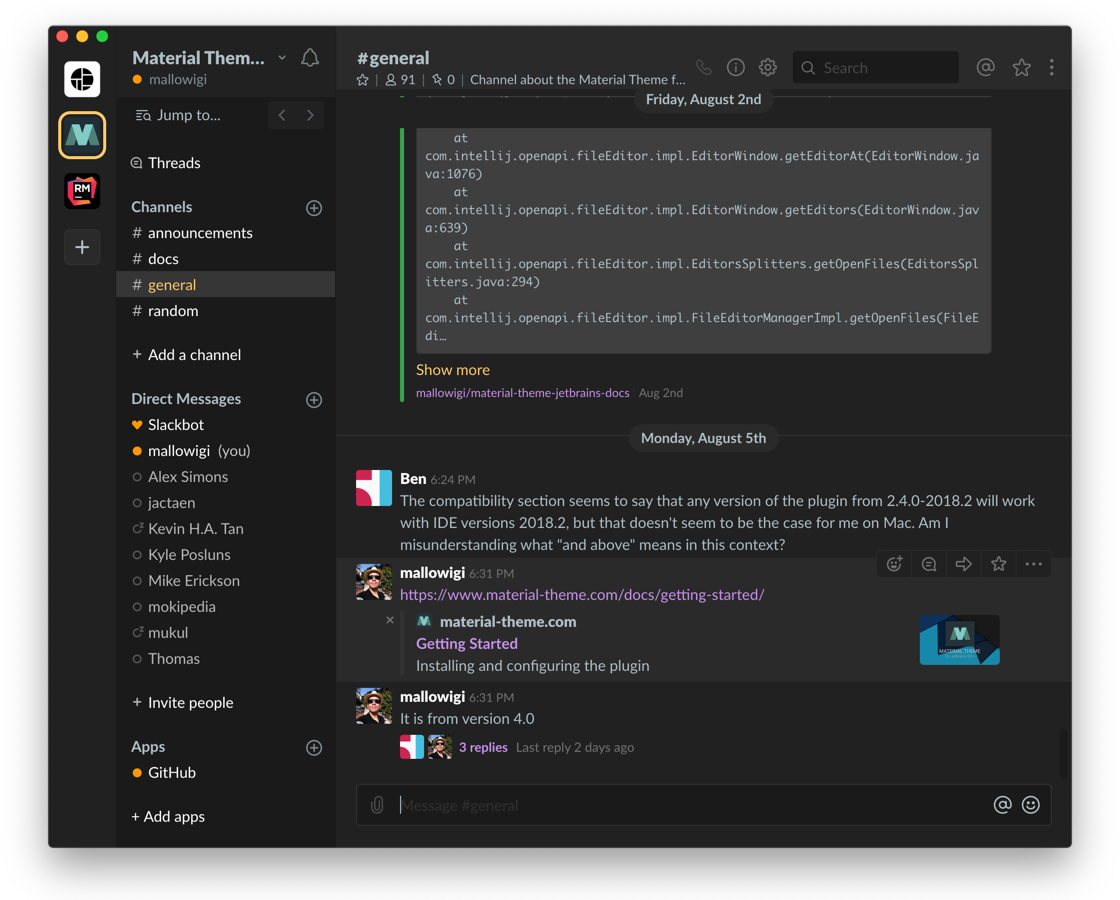 Material Them...
mallowigi
Jump to...
Threads
Channels
# announcements
# docs
# general
# random
+ Add a channel
Direct Messages
Slackbot
mallowigi (you)
Alex Simons
jactaen
Kevin H.A. Tan
Kyle Posluns
Mike Erickson
mokipedia
mukul
Thomas
+ Invite people
Apps
GitHub
+ Add apps
RM
#general
91 | 0 | Channel about the Material Theme f...
Search
Friday, August 2nd
at
com.intellij.openapi.fileEditor.impl.EditorWindow.getEditorAt(EditorWindow.ja
va:1076)
at
com.intellij.openapi.fileEditor.impl.EditorWindow.getEditors(EditorWindow.jav
a:639)
at
com.intellij.openapi.fileEditor.impl.EditorsSplitters.getOpenFiles(EditorsSpl
itters.java:294)
at
com.intellij.openapi.fileEditor.impl.FileEditorManagerImpl.getOpenFiles(FileE
di…
Show more
mallowigi/material-theme-jetbrains-docs Aug 2nd
Monday, August 5th
Ben 6:24 PM
The compatibility section seems to say that any version of the plugin from 2.4.0-2018.2 will work
with IDE versions 2018.2, but that doesn't seem to be the case for me on Mac. Am I
misunderstanding what "and above" means in this context?
mallowigi 6:31 PM
https://www.material-theme.com/docs/getting-started/
material-theme.com
Getting Started
Installing and configuring the plugin
MATERIAL THEME
mallowigi 6:31 PM
It is from version 4.0
3 replies Last reply 2 days ago
Message #general